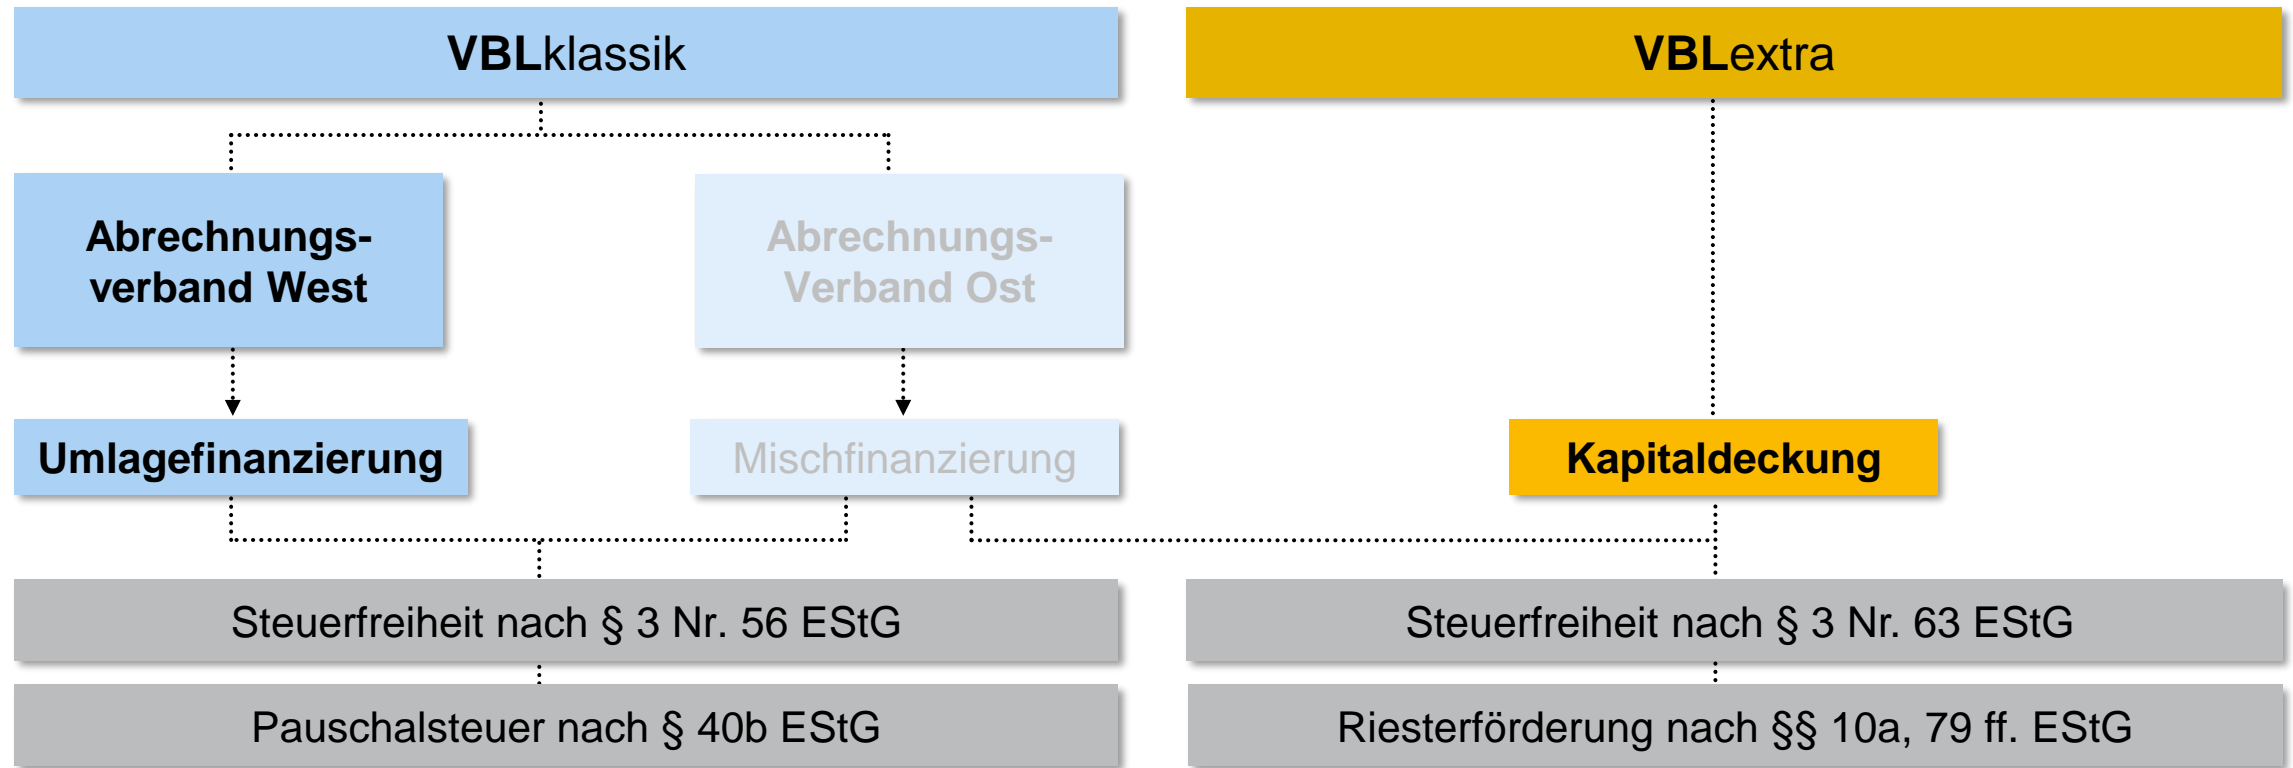 VBLklassik
VBLextra
Abrechnungs-
verband West
Abrechnungs-
Verband Ost
Umlagefinanzierung
Mischfinanzierung
Kapitaldeckung
Steuerfreiheit nach § 3 Nr. 56 EStG
Steuerfreiheit nach § 3 Nr. 63 EStG
Pauschalsteuer nach § 40b EStG
Riesterförderung nach §§ 10a, 79 ff. EStG